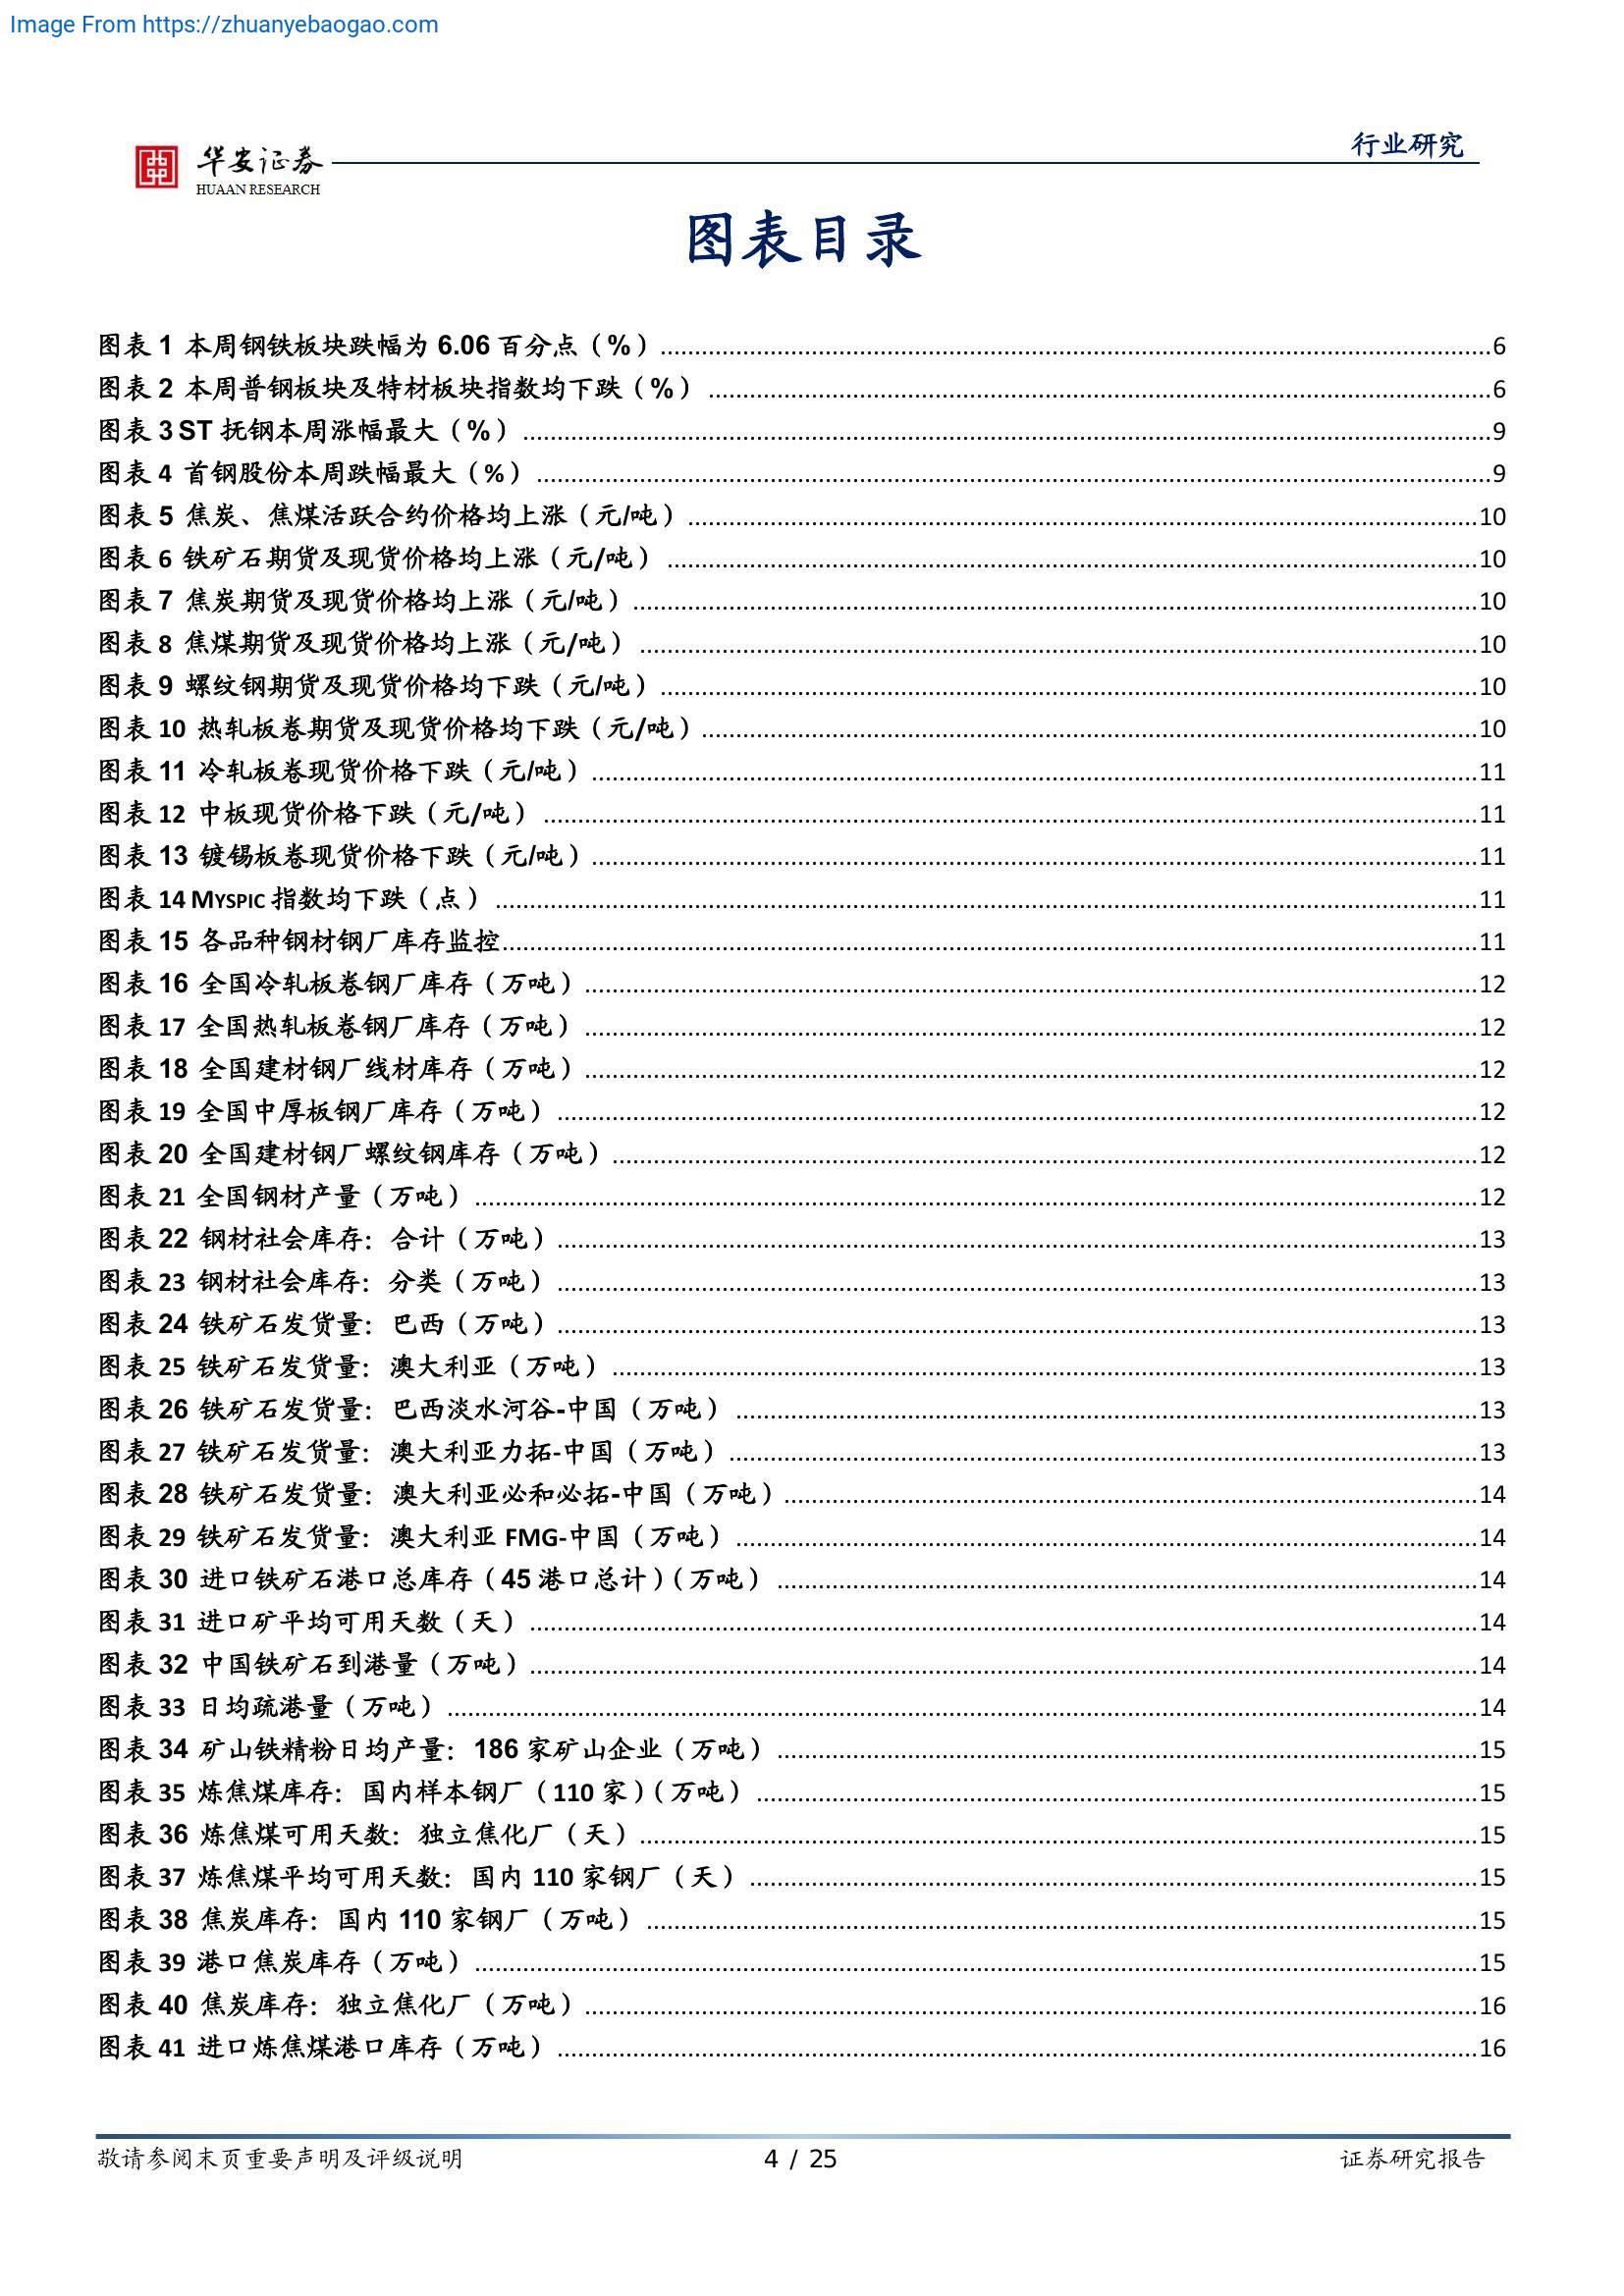 Image From https://zhuanyebaogao.com
行业研究
华安证券
HUAAN RESEARCH
图表目录
图表 1 本周钢铁板块跌幅为 6.06 百分点（%）........6
图表 2 本周普钢板块及特材板块指数均下跌（%）........6
图表 3 ST 抚钢本周涨幅最大（%）........9
图表 4 首钢股份本周跌幅最大（%）........9
图表 5 焦炭、焦煤活跃合约价格均上涨（元/吨）........10
图表 6 铁矿石期货及现货价格均上涨（元/吨）........10
图表 7 焦炭期货及现货价格均上涨（元/吨）........10
图表 8 焦煤期货及现货价格均上涨（元/吨）........10
图表 9 螺纹钢期货及现货价格均下跌（元/吨）........10
图表 10 热轧板卷期货及现货价格均下跌（元/吨）........10
图表 11 冷轧板卷现货价格下跌（元/吨）........11
图表 12 中板现货价格下跌（元/吨）........11
图表 13 镀锡板卷现货价格下跌（元/吨）........11
图表 14 MYSPIC 指数均下跌（点）........11
图表 15 各品种钢材钢厂库存监控........11
图表 16 全国冷轧板卷钢厂库存（万吨）........12
图表 17 全国热轧板卷钢厂库存（万吨）........12
图表 18 全国建材钢厂线材库存（万吨）........12
图表 19 全国中厚板钢厂库存（万吨）........12
图表 20 全国建材钢厂螺纹钢库存（万吨）........12
图表 21 全国钢材产量（万吨）........12
图表 22 钢材社会库存：合计（万吨）........13
图表 23 钢材社会库存：分类（万吨）........13
图表 24 铁矿石发货量：巴西（万吨）........13
图表 25 铁矿石发货量：澳大利亚（万吨）........13
图表 26 铁矿石发货量：巴西淡水河谷-中国（万吨）........13
图表 27 铁矿石发货量：澳大利亚力拓-中国（万吨）........13
图表 28 铁矿石发货量：澳大利亚必和必拓-中国（万吨）........14
图表 29 铁矿石发货量：澳大利亚 FMG-中国（万吨）........14
图表 30 进口铁矿石港口总库存（45 港口总计）（万吨）........14
图表 31 进口矿平均可用天数（天）........14
图表 32 中国铁矿石到港量（万吨）........14
图表 33 日均疏港量（万吨）........14
图表 34 矿山铁精粉日均产量：186 家矿山企业（万吨）........15
图表 35 炼焦煤库存：国内样本钢厂（110 家）（万吨）........15
图表 36 炼焦煤可用天数：独立焦化厂（天）........15
图表 37 炼焦煤平均可用天数：国内 110 家钢厂（天）........15
图表 38 焦炭库存：国内 110 家钢厂（万吨）........15
图表 39 港口焦炭库存（万吨）........15
图表 40 焦炭库存：独立焦化厂（万吨）........16
图表 41 进口炼焦煤港口库存（万吨）........16
敬请参阅末页重要声明及评级说明 4 / 25 证券研究报告